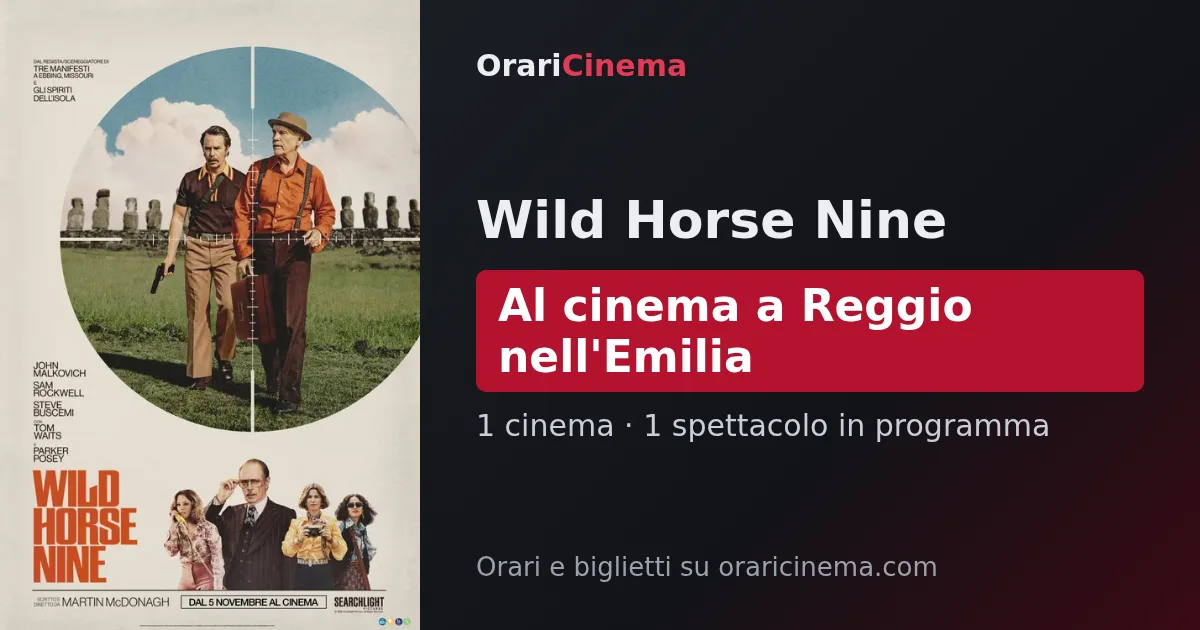 DAL REGISTA/SCENEGGIATORE DI
TRE MANIFESTI
A EBBING, MISSOURI
E
GLI SPIRITI
DELL'ISOLA
JOHN
MALKOVICH
SAM
ROCKWELL
STEVE
BUSCEMI
TOM
WAITS
PARKER
POSEY
WILD
HORSE
NINE
SCRITTO E
DIRETTO DA MARTIN McDONAGH
DAL 5 NOVEMBRE AL CINEMA
SEARCHLIGHT
PICTURES
OrariCinema
Wild Horse Nine
Al cinema a Reggio
nell'Emilia
1 cinema · 1 spettacolo in programma
Orari e biglietti su oraricinema.com